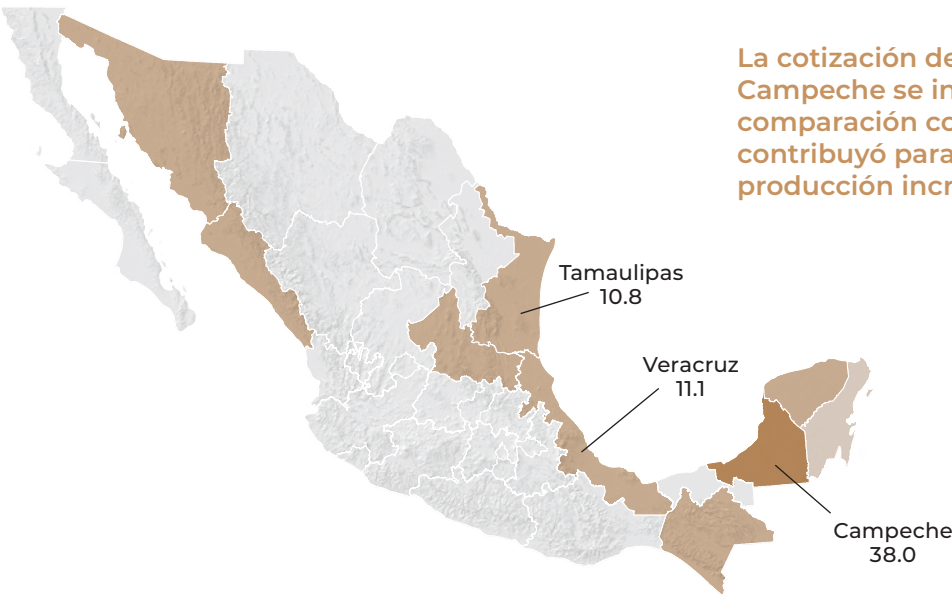 La cotización de
Campeche se in
comparación co
contribuyó para
producción incr
Tamaulipas
10.8
Veracruz
11.1
Campeche
38.0